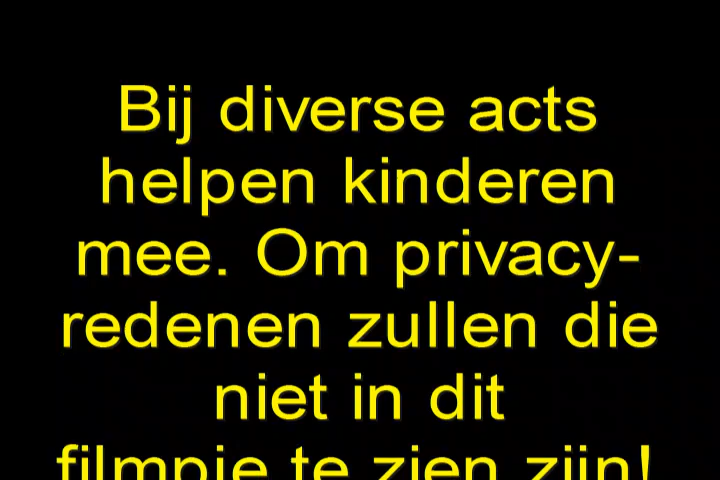 Bij diverse acts
helpen kinderen
mee. Om privacy-
redenen zullen die
niet in dit
filmpje te zien zijn!